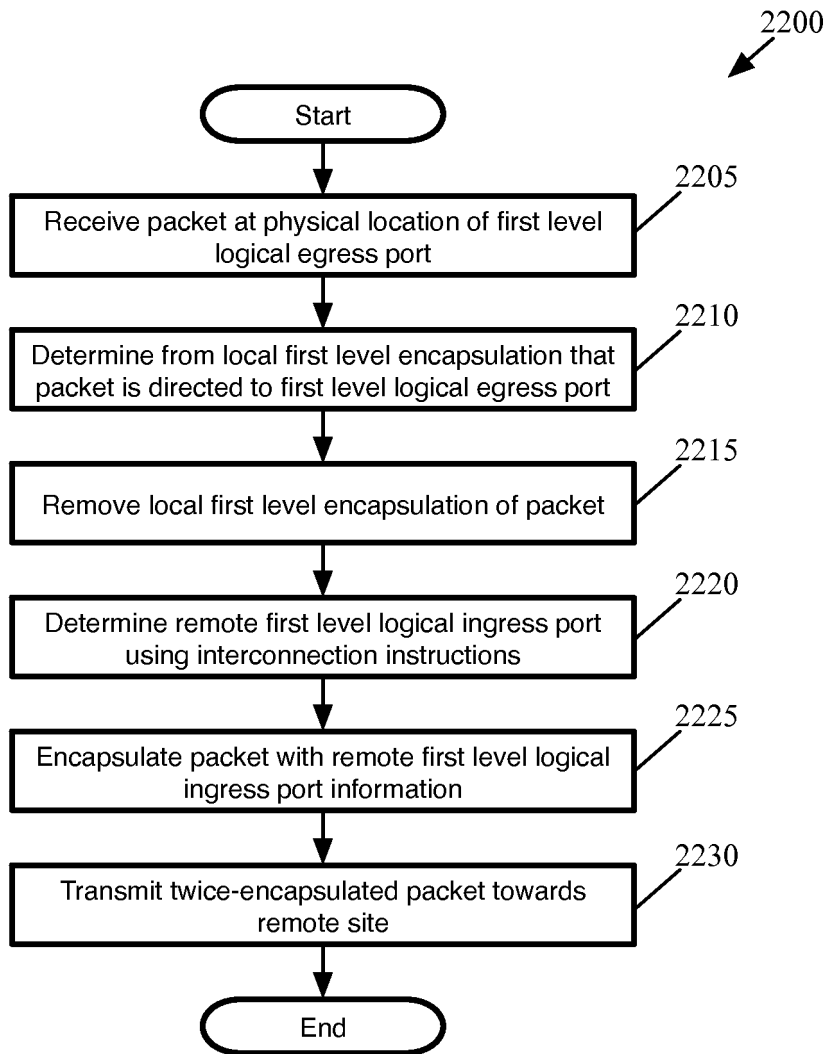 2200
Start
2205
Receive packet at physical location of first level
logical egress port
2210
Determine from local first level encapsulation that
packet is directed to first level logical egress port
2215
Remove local first level encapsulation of packet
2220
Determine remote first level logical ingress port
using interconnection instructions
2225
Encapsulate packet with remote first level logical
ingress port information
2230
Transmit twice-encapsulated packet towards
remote site
End